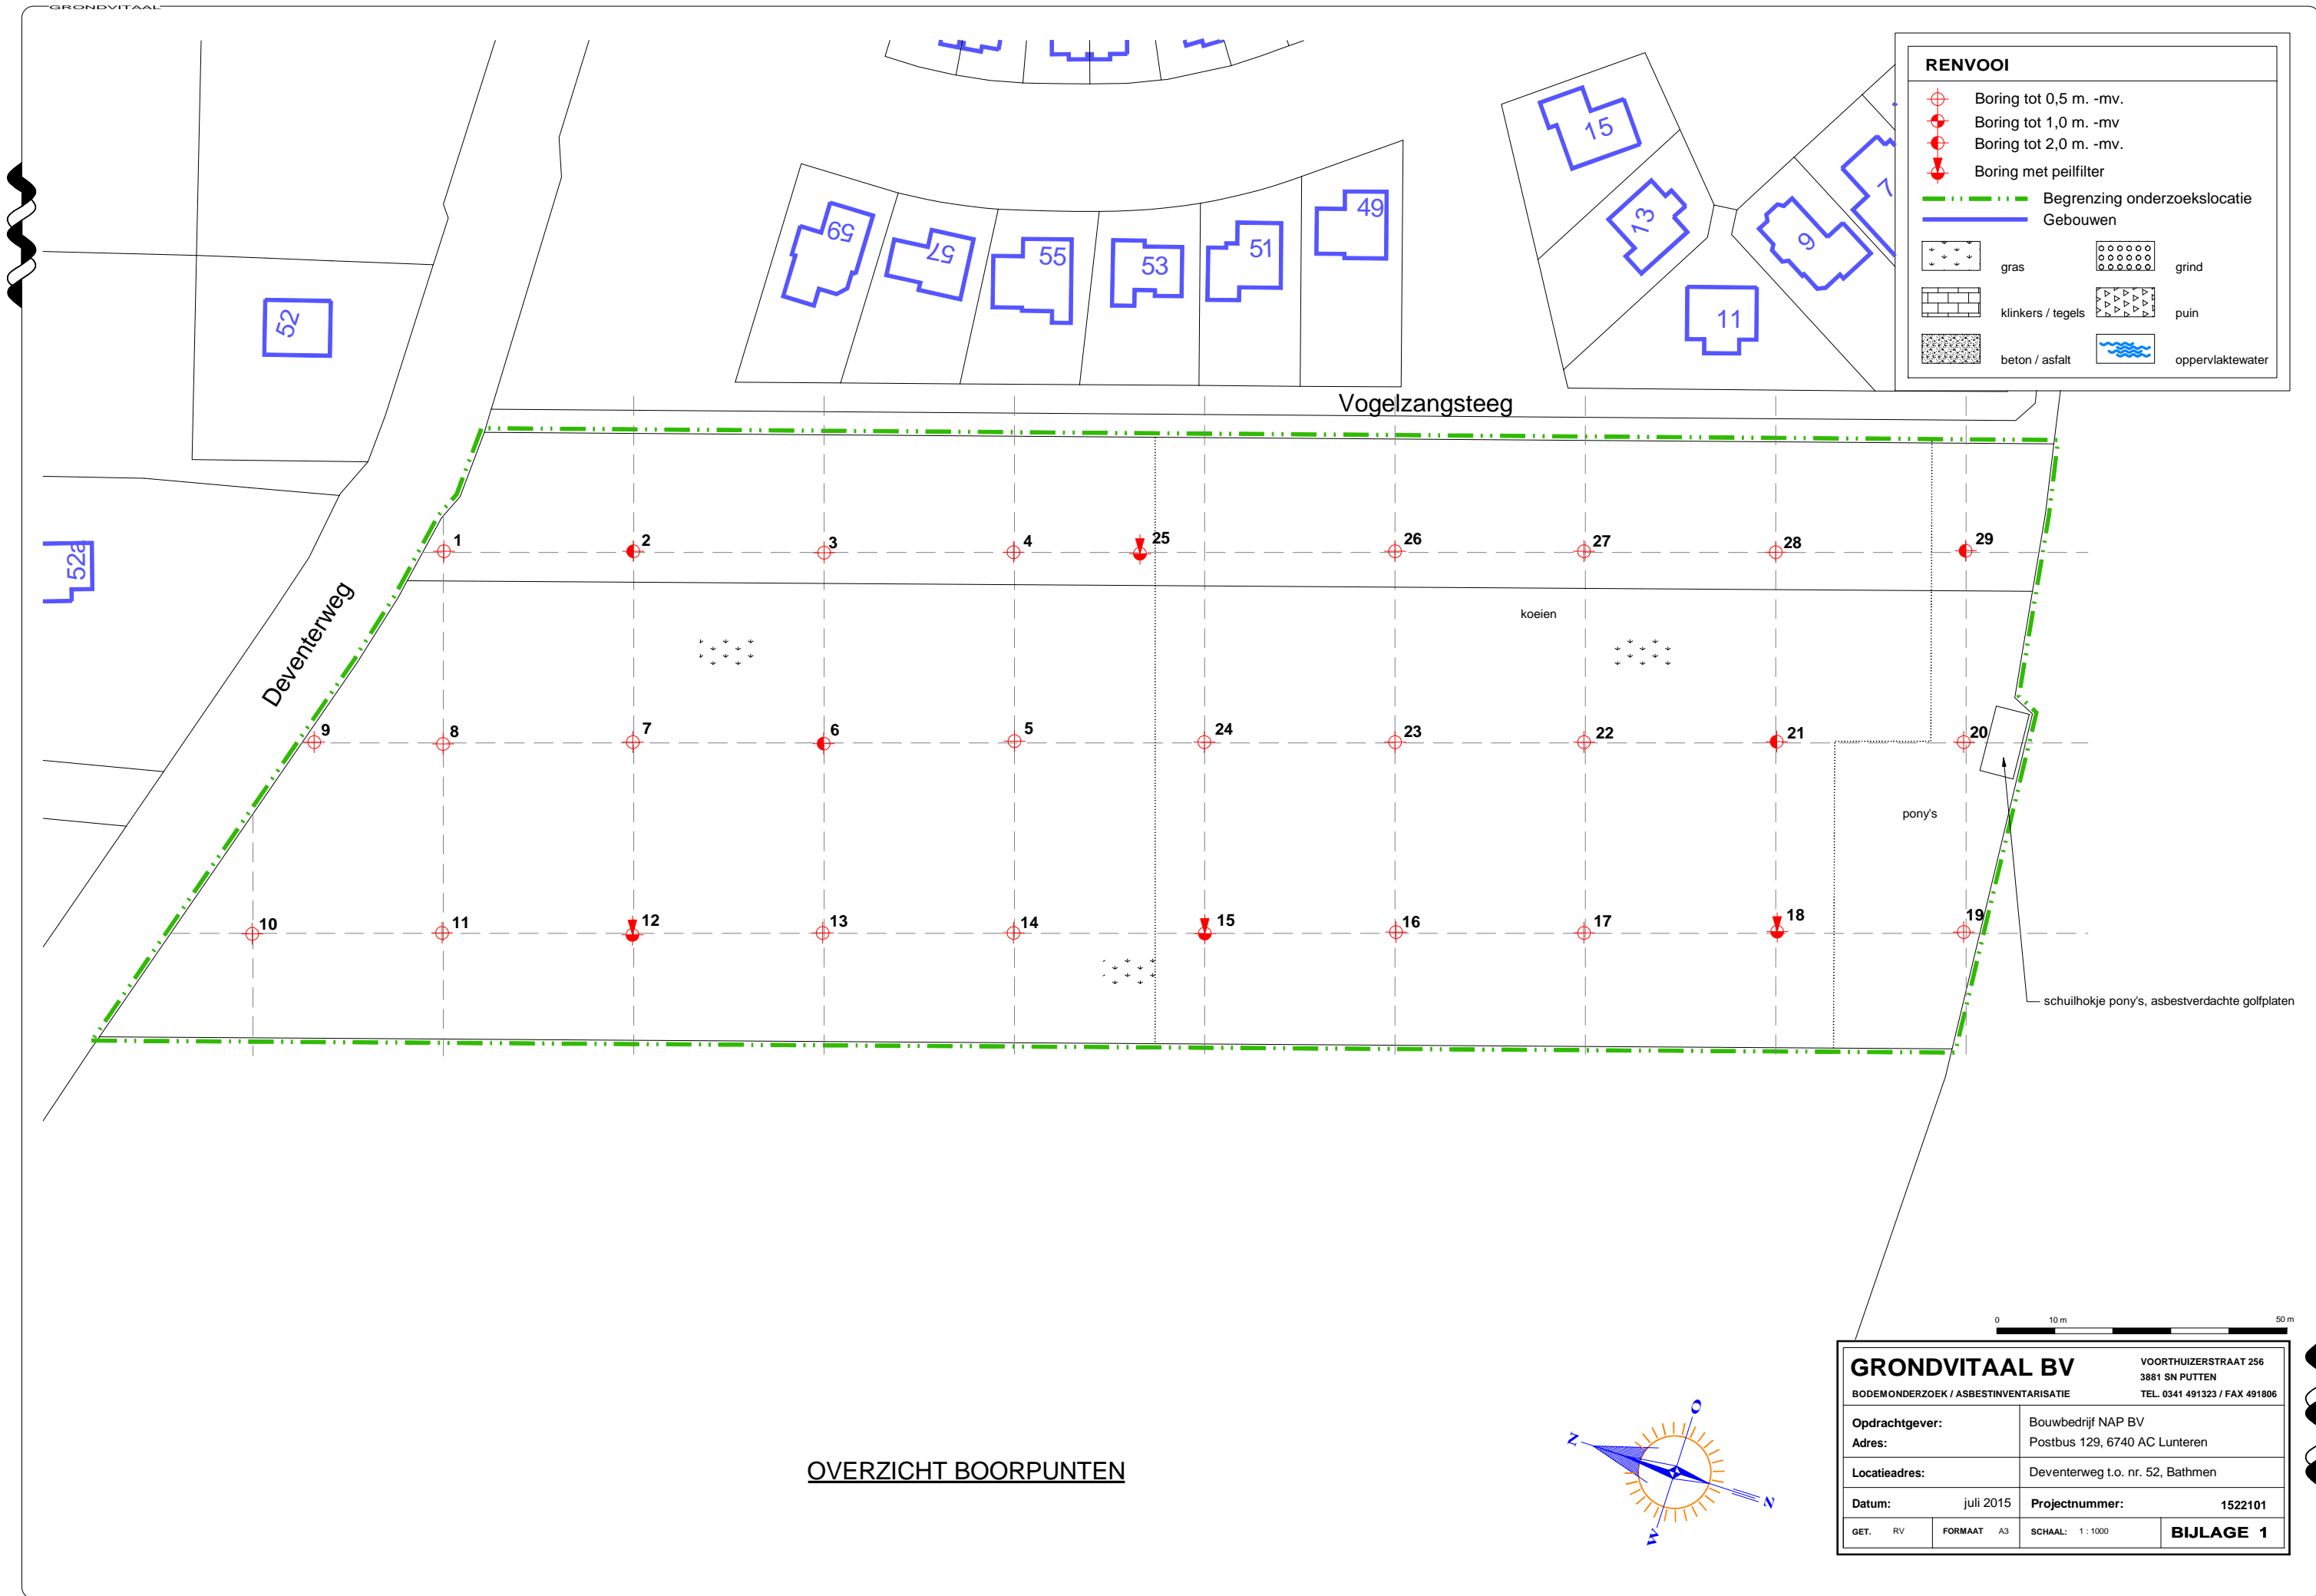 GRONDVITAAL
RENVOOI
Boring tot 0,5 m. -mv.
Boring tot 1,0 m. -mv
Boring tot 2,0 m. -mv.
Boring met peilfilter
Begrenzing onderzoekslocatie
Gebouwen
gras
grind
klinkers / tegels
puin
beton / asfalt
oppervlaktewater
15
13
7
9
11
59
57
55
53
51
49
52
52a
Vogelzangsteeg
Deventerweg
1
2
3
4
25
26
27
28
29
koeien
9
8
7
6
5
24
23
22
21
20
pony's
10
11
12
13
14
15
16
17
18
19
schuilhokje pony's, asbestverdachte golfplaten
0
10 m
50 m
GRONDVITAAL BV
BODEMONDERZOEK / ASBESTINVENTARISATIE
VOORTHUIZERSTRAAT 256
3881 SN PUTTEN
TEL. 0341 491323 / FAX 491806
Opdrachtgever: Bouwbedrijf NAP BV
Adres: Postbus 129, 6740 AC Lunteren
Locatieadres: Deventerweg t.o. nr. 52, Bathmen
Datum: juli 2015 Projectnummer: 1522101
GET. RV FORMAAT A3 SCHAAL: 1 : 1000 BIJLAGE 1
OVERZICHT BOORPUNTEN
N
O
Z
W